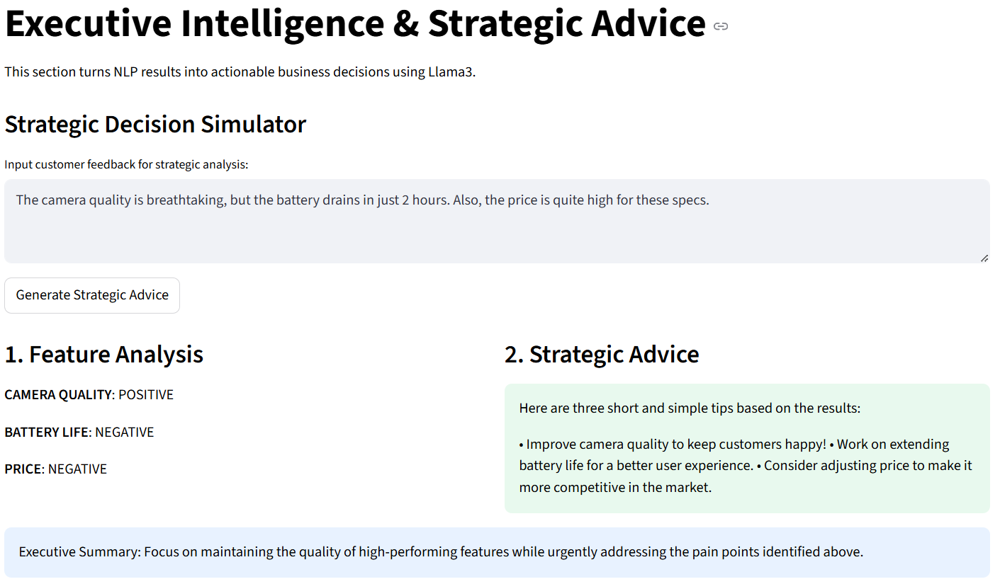 Executive Intelligence & Strategic Advice
This section turns NLP results into actionable business decisions using Llama3.
Strategic Decision Simulator
Input customer feedback for strategic analysis:
The camera quality is breathtaking, but the battery drains in just 2 hours. Also, the price is quite high for these specs.
Generate Strategic Advice
1. Feature Analysis
CAMERA QUALITY: POSITIVE
BATTERY LIFE: NEGATIVE
PRICE: NEGATIVE
2. Strategic Advice
Here are three short and simple tips based on the results:
• Improve camera quality to keep customers happy! • Work on extending
battery life for a better user experience. • Consider adjusting price to make it
more competitive in the market.
Executive Summary: Focus on maintaining the quality of high-performing features while urgently addressing the pain points identified above.